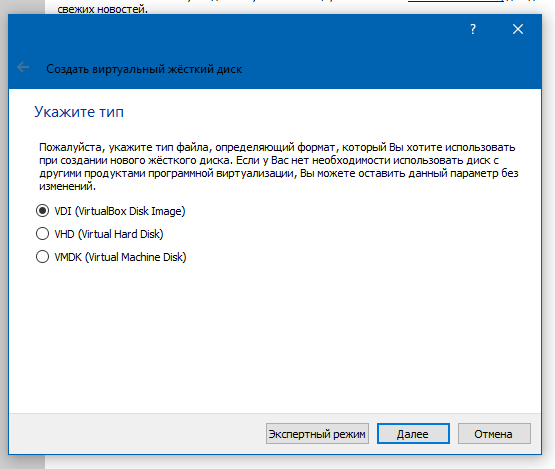 свежих новостей.
?
Создать виртуальный жёсткий диск
Укажите тип
Пожалуйста, укажите тип файла, определяющий формат, который Вы хотите использовать
при создании нового жёсткого диска. Если у Вас нет необходимости использовать диск с
другими продуктами программной виртуализации, Вы можете оставить данный параметр без
изменений.
VDI (VirtualBox Disk Image)
VHD (Virtual Hard Disk)
VMDK (Virtual Machine Disk)
Экспертный режим Далее Отмена